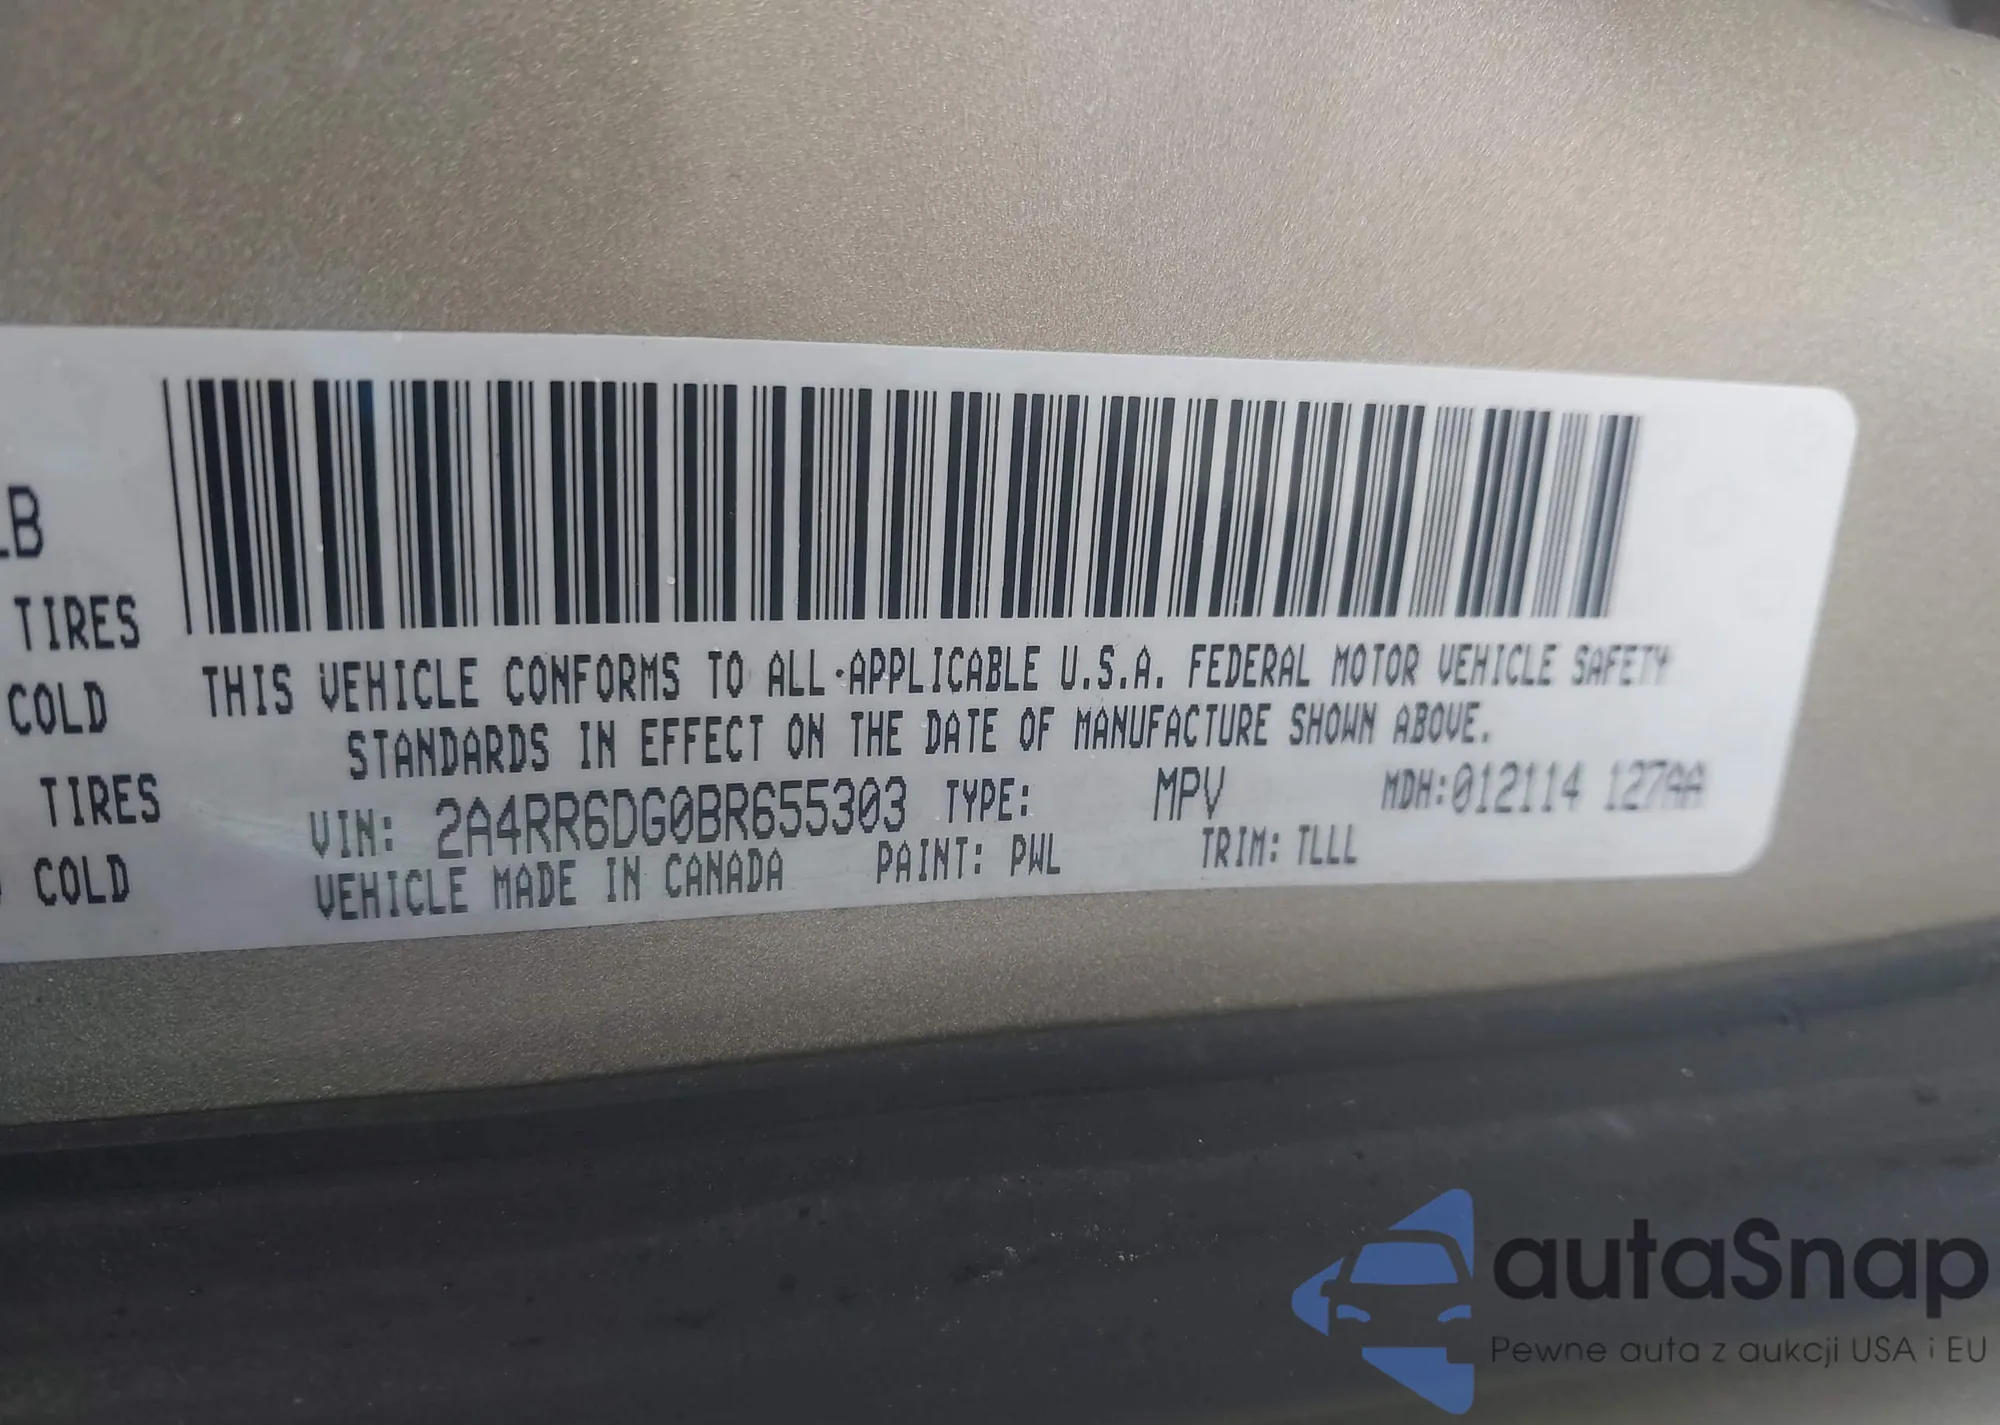 LB
TIRES
COLD
TIRES
COLD
THIS VEHICLE CONFORMS TO ALL APPLICABLE U.S.A. FEDERAL MOTOR VEHICLE SAFETY
STANDARDS IN EFFECT ON THE DATE OF MANUFACTURE SHOWN ABOVE.
VIN: 2A4RR6DG0BR655303 TYPE: MPV MDH:012114 127AA
VEHICLE MADE IN CANADA PAINT: PWL TRIM: TLLL
autaSnap
Pewne auta z aukcji USA i EU